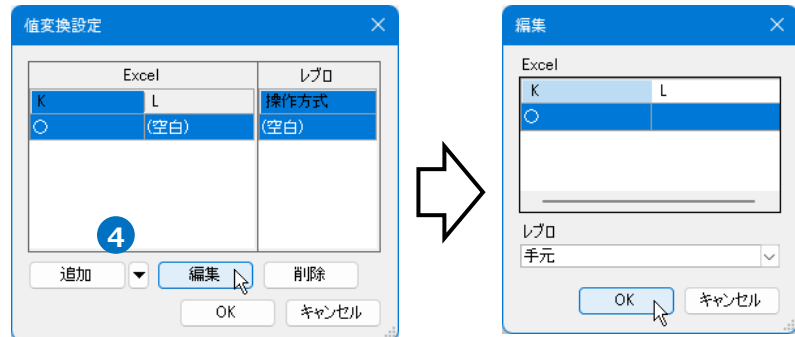 値変換設定
Excel レブロ
K L 操作方式
○ (空白) (空白)
4
追加 編集 削除
OK キャンセル
編集
Excel
K L
○
レブロ
手元
OK キャンセル